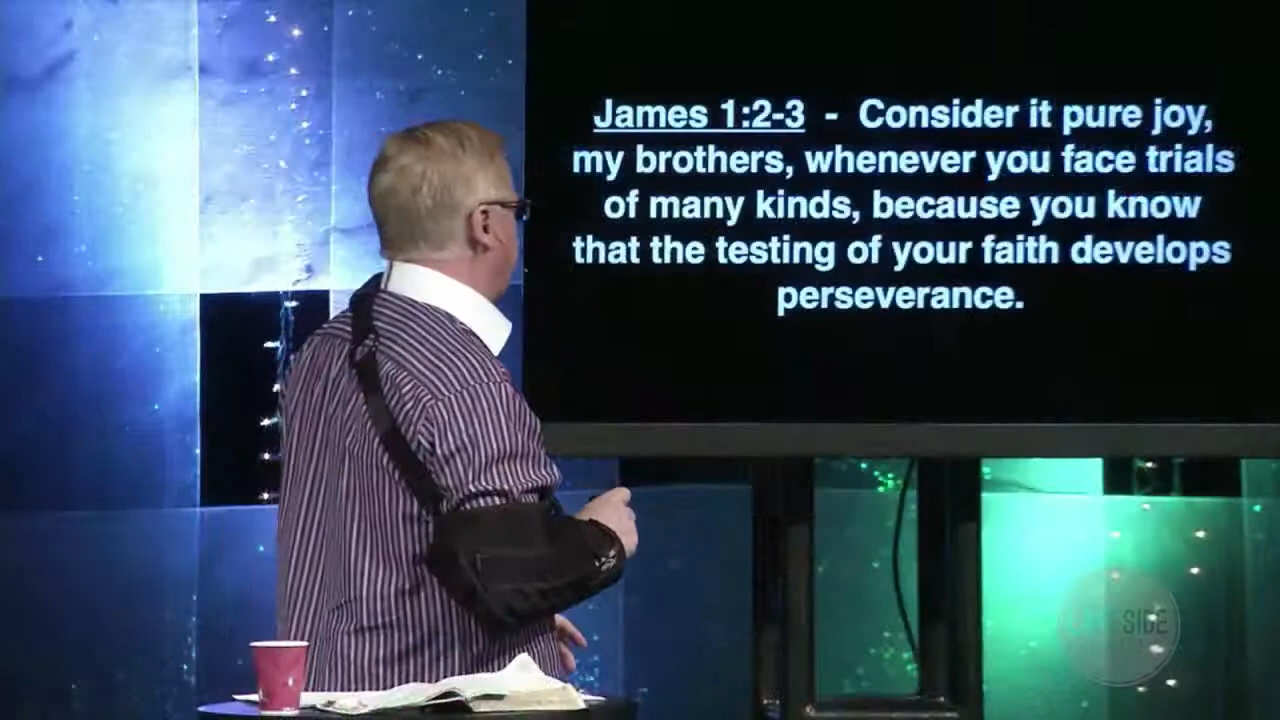 James 1:2-3 - Consider it pure joy,
my brothers, whenever you face trials
of many kinds, because you know
that the testing of your faith develops
perseverance.
SIDE